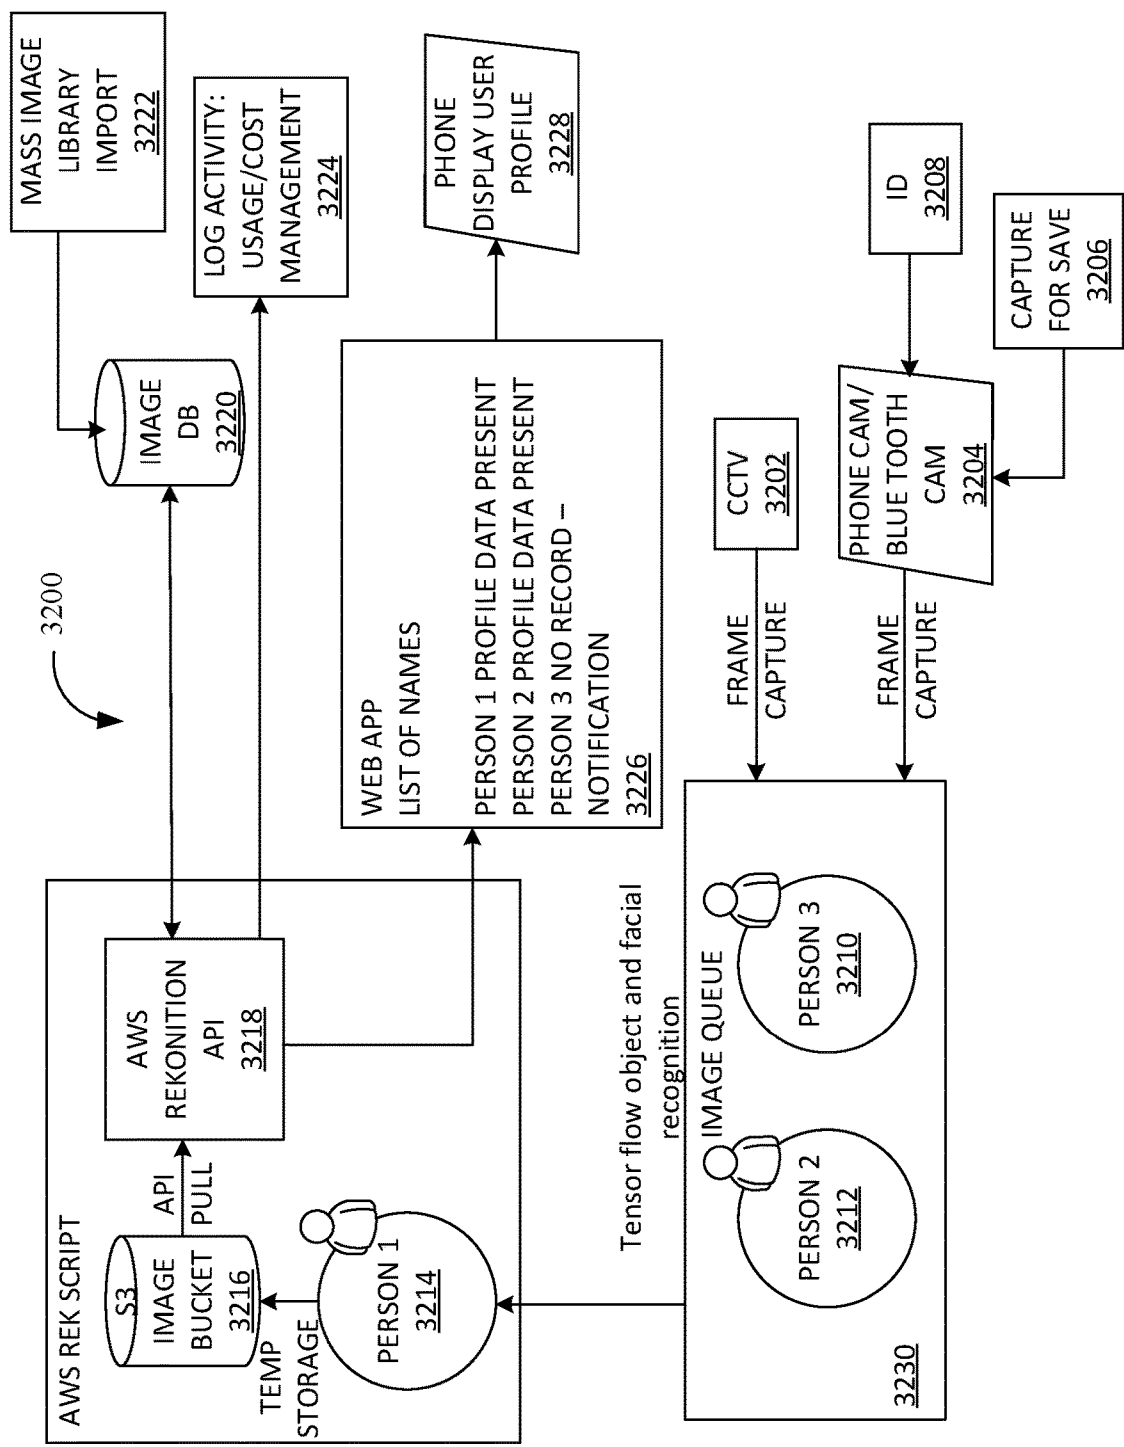 3200
AWS REK SCRIPT
S3
IMAGE
BUCKET
3216
API
PULL
AWS
REKONITION
API
3218
TEMP
STORAGE
PERSON 1
3214
IMAGE
DB
3220
MASS IMAGE
LIBRARY
IMPORT
3222
LOG ACTIVITY:
USAGE/COST
MANAGEMENT
3224
WEB APP
LIST OF NAMES
PERSON 1 PROFILE DATA PRESENT
PERSON 2 PROFILE DATA PRESENT
PERSON 3 NO RECORD –
NOTIFICATION
3226
PHONE
DISPLAY USER
PROFILE
3228
Tensor flow object and facial
recognition
IMAGE QUEUE
PERSON 2
3212
PERSON 3
3210
3230
FRAME
CAPTURE
CCTV
3202
FRAME
CAPTURE
PHONE CAM/
BLUE TOOTH
CAM
3204
ID
3208
CAPTURE
FOR SAVE
3206